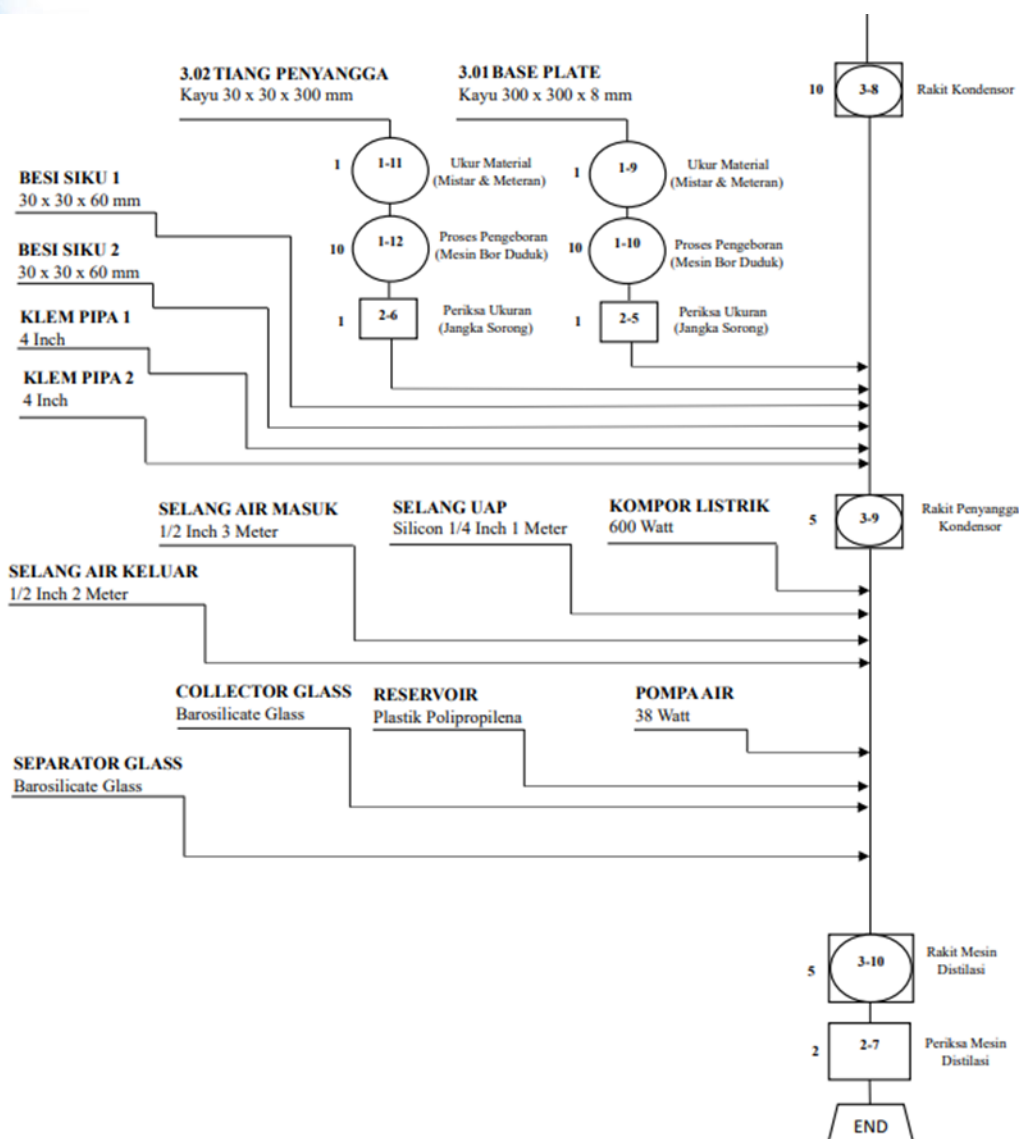 3.02 TIANG PENYANGGA
Kayu 30 x 30 x 300 mm
3.01 BASE PLATE
Kayu 300 x 300 x 8 mm
10
3-8
Rakit Kondensor
1
1-11
Ukur Material
(Mistar & Meteran)
1
1-9
Ukur Material
(Mistar & Meteran)
BESI SIKU 1
30 x 30 x 60 mm
10
1-12
Proses Pengeboran
(Mesin Bor Duduk)
10
1-10
Proses Pengeboran
(Mesin Bor Duduk)
BESI SIKU 2
30 x 30 x 60 mm
1
2-6
Periksa Ukuran
(Jangka Sorong)
1
2-5
Periksa Ukuran
(Jangka Sorong)
KLEM PIPA 1
4 Inch
KLEM PIPA 2
4 Inch
SELANG AIR MASUK
1/2 Inch 3 Meter
SELANG UAP
Silicon 1/4 Inch 1 Meter
KOMPOR LISTRIK
600 Watt
5
3-9
Rakit Penyangga
Kondensor
SELANG AIR KELUAR
1/2 Inch 2 Meter
COLLECTOR GLASS
Barosilicate Glass
RESERVOIR
Plastik Polipropilena
POMPA AIR
38 Watt
SEPARATOR GLASS
Barosilicate Glass
5
3-10
Rakit Mesin
Distilasi
2
2-7
Periksa Mesin
Distilasi
END